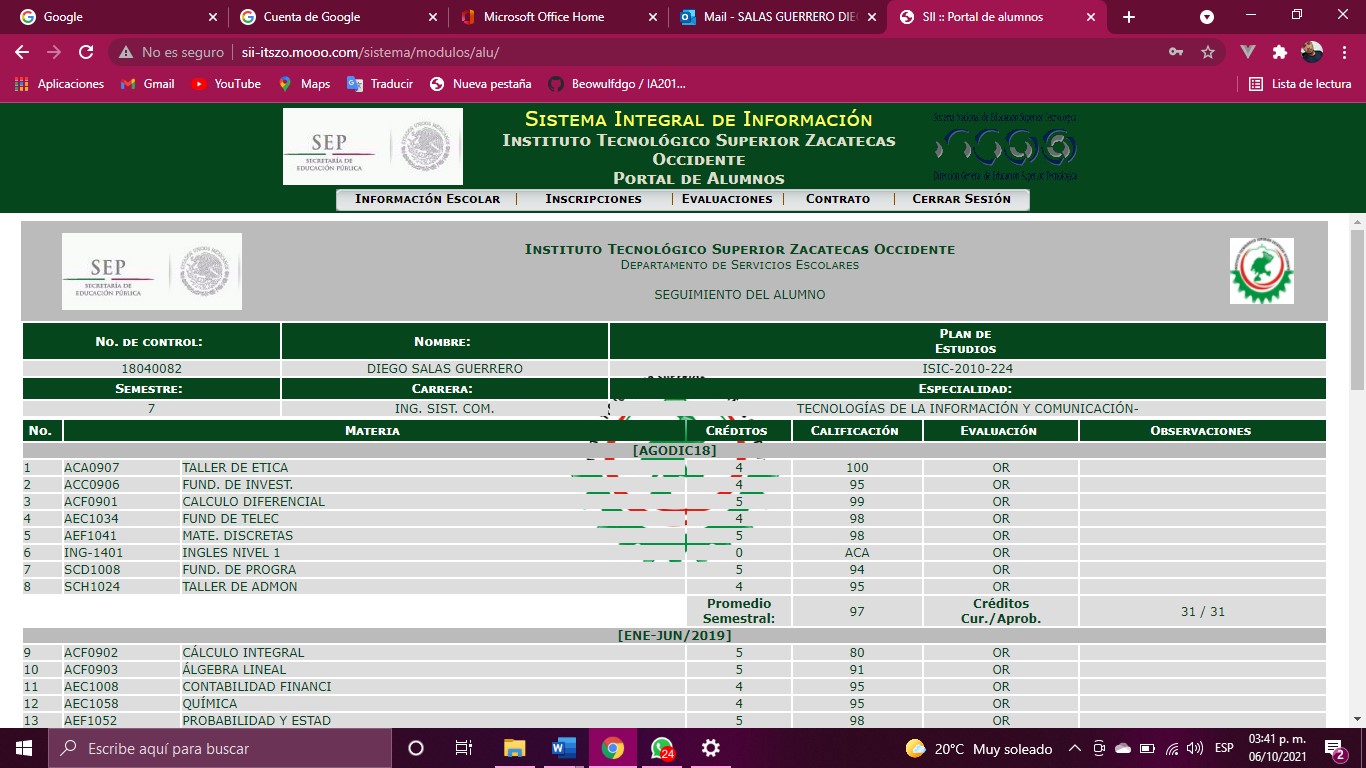 Google
Cuenta de Google
Microsoft Office Home
Mail - SALAS GUERRERO DIE
SII :: Portal de alumnos
No es seguro
sii-itszo.mooo.com/sistema/modulos/alu/
Aplicaciones
Gmail
YouTube
Maps
Traducir
Nueva pestaña
Beowulfdgo / IA201...
Lista de lectura
SEP
SECRETARÍA DE
EDUCACIÓN PÚBLICA
Sistema Integral de Información
Instituto Tecnológico Superior Zacatecas
Occidente
Portal de Alumnos
Sistema Nacional de Educación Superior Tecnológica
Dirección General de Educación Superior Tecnológica
Información Escolar | Inscripciones | Evaluaciones | Contrato | Cerrar Sesión
SEP
SECRETARÍA DE
EDUCACIÓN PÚBLICA
Instituto Tecnológico Superior Zacatecas Occidente
Departamento de Servicios Escolares
SEGUIMIENTO DEL ALUMNO
No. de control: Nombre: Plan de
Estudios
18040082 DIEGO SALAS GUERRERO ISIC-2010-224
Semestre: Carrera: Especialidad:
7 ING. SIST. COM. TECNOLOGÍAS DE LA INFORMACIÓN Y COMUNICACIÓN-
No. Materia Créditos Calificación Evaluación Observaciones
[AGODIC18]
1 ACA0907 TALLER DE ETICA 4 100 OR
2 ACC0906 FUND. DE INVEST. 4 95 OR
3 ACF0901 CALCULO DIFERENCIAL 5 99 OR
4 AEC1034 FUND DE TELEC 4 98 OR
5 AEF1041 MATE. DISCRETAS 5 98 OR
6 ING-1401 INGLES NIVEL 1 0 ACA OR
7 SCD1008 FUND. DE PROGRA 5 94 OR
8 SCH1024 TALLER DE ADMON 4 95 OR
Promedio
Semestral: 97 Créditos
Cur./Aprob. 31 / 31
[ENE-JUN/2019]
9 ACF0902 CÁLCULO INTEGRAL 5 80 OR
10 ACF0903 ÁLGEBRA LINEAL 5 91 OR
11 AEC1008 CONTABILIDAD FINANCI 4 95 OR
12 AEC1058 QUÍMICA 4 95 OR
13 AEF1052 PROBABILIDAD Y ESTAD 5 98 OR
Escribe aquí para buscar
24
20°C Muy soleado
ESP
03:41 p. m.
06/10/2021
2